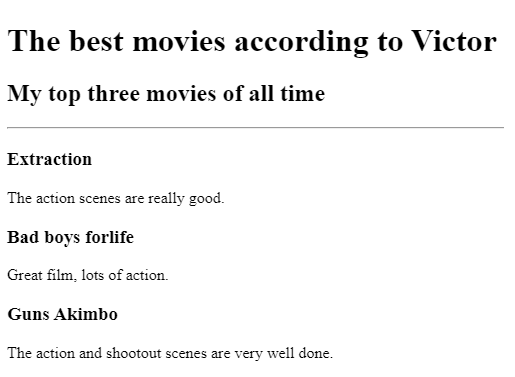 The best movies according to Victor
My top three movies of all time
Extraction
The action scenes are really good.
Bad boys forlife
Great film, lots of action.
Guns Akimbo
The action and shootout scenes are very well done.